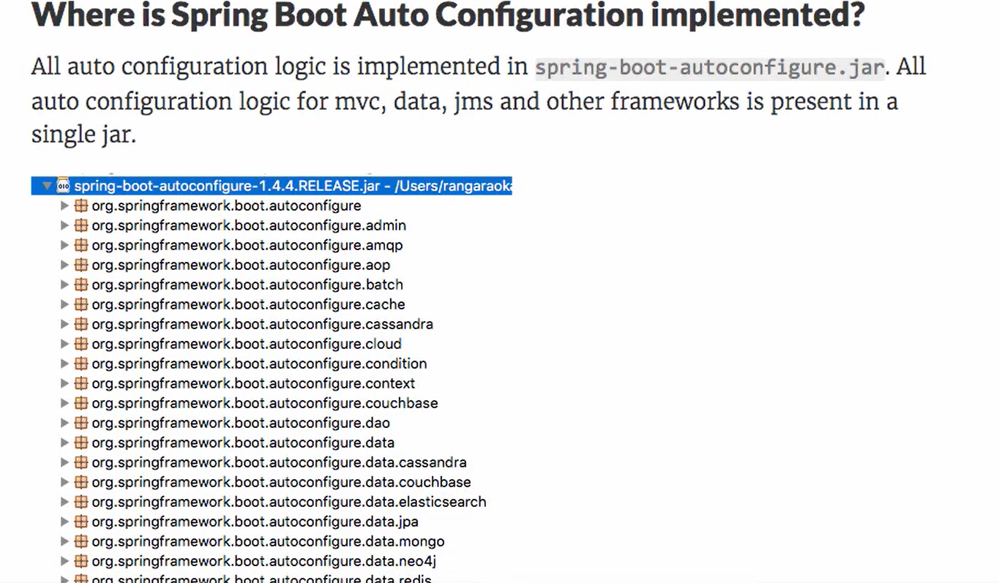 Where is Spring Boot Auto Configuration implemented?
All auto configuration logic is implemented in spring-boot-autoconfigure.jar. All
auto configuration logic for mvc, data, jms and other frameworks is present in a
single jar.
spring-boot-autoconfigure-1.4.4.RELEASE.jar - /Users/rangaraok
org.springframework.boot.autoconfigure
org.springframework.boot.autoconfigure.admin
org.springframework.boot.autoconfigure.amqp
org.springframework.boot.autoconfigure.aop
org.springframework.boot.autoconfigure.batch
org.springframework.boot.autoconfigure.cache
org.springframework.boot.autoconfigure.cassandra
org.springframework.boot.autoconfigure.cloud
org.springframework.boot.autoconfigure.condition
org.springframework.boot.autoconfigure.context
org.springframework.boot.autoconfigure.couchbase
org.springframework.boot.autoconfigure.dao
org.springframework.boot.autoconfigure.data
org.springframework.boot.autoconfigure.data.cassandra
org.springframework.boot.autoconfigure.data.couchbase
org.springframework.boot.autoconfigure.data.elasticsearch
org.springframework.boot.autoconfigure.data.jpa
org.springframework.boot.autoconfigure.data.mongo
org.springframework.boot.autoconfigure.data.neo4j
org.springframework.boot.autoconfigure.data.redis